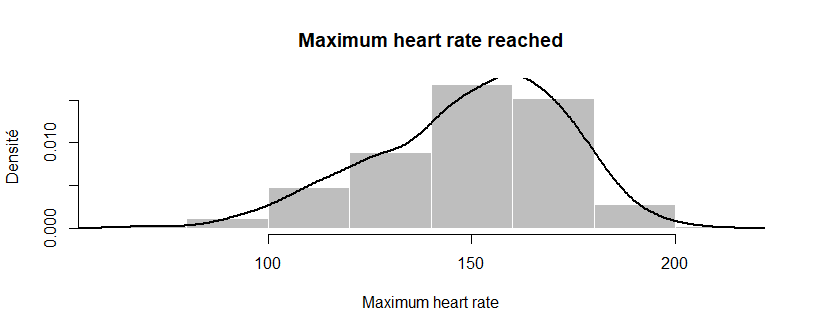 Maximum heart rate reached
Densité
0.010
0.000
100 150 200
Maximum heart rate